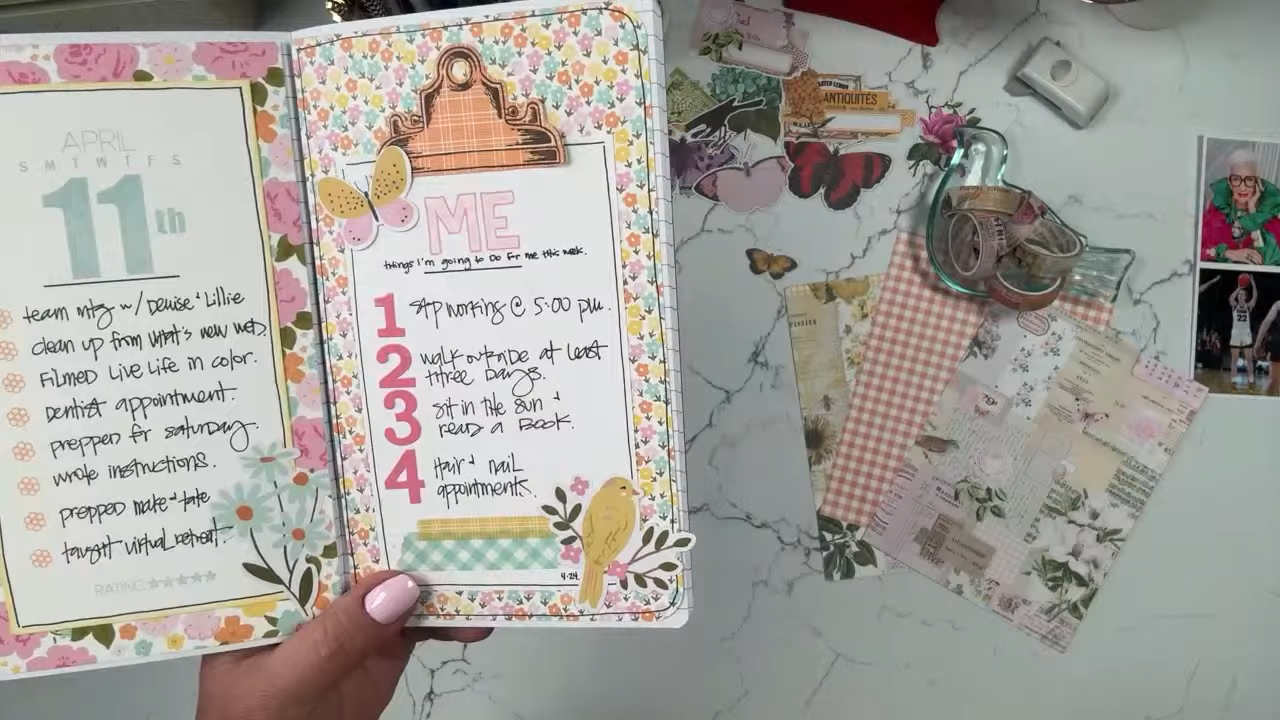 APRIL
S M T W T F S
11th
team mtg w/ Denise & Lillie
clean up from what's new web.
Filmed Live Life in color.
Dentist appointment.
prepped for saturday.
wrote instructions.
prepped make & take
taught virtual retreat.
RATING
ME
things I'm going to do for me this week.
1 stop working @ 5:00 pm.
2 walk outside at least
three days.
3 sit in the sun &
read a book.
4 Hair & nail
appointments.
4.24.
ANTIQUITÉS
22